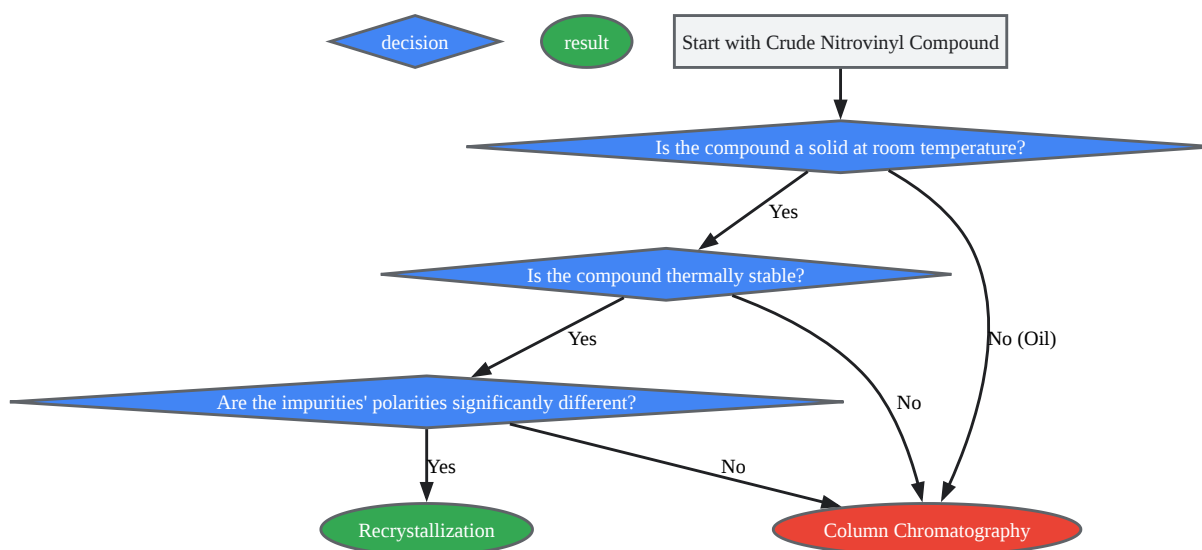 decision
result
Start with Crude Nitrovinyl Compound
Is the compound a solid at room temperature?
Yes
Is the compound thermally stable?
Yes
No (Oil)
Are the impurities' polarities significantly different?
No
Yes
No
Recrystallization
Column Chromatography